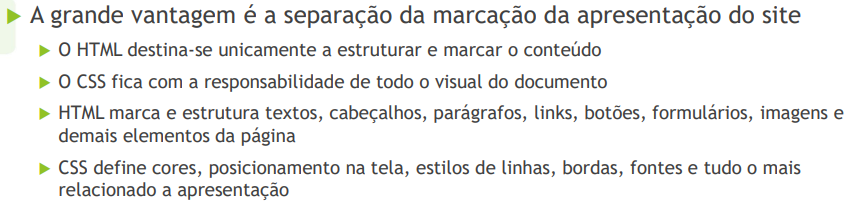 A grande vantagem é a separação da marcação da apresentação do site
O HTML destina-se unicamente a estruturar e marcar o conteúdo
O CSS fica com a responsabilidade de todo o visual do documento
HTML marca e estrutura textos, cabeçalhos, parágrafos, links, botões, formulários, imagens e
demais elementos da página
CSS define cores, posicionamento na tela, estilos de linhas, bordas, fontes e tudo o mais
relacionado a apresentação